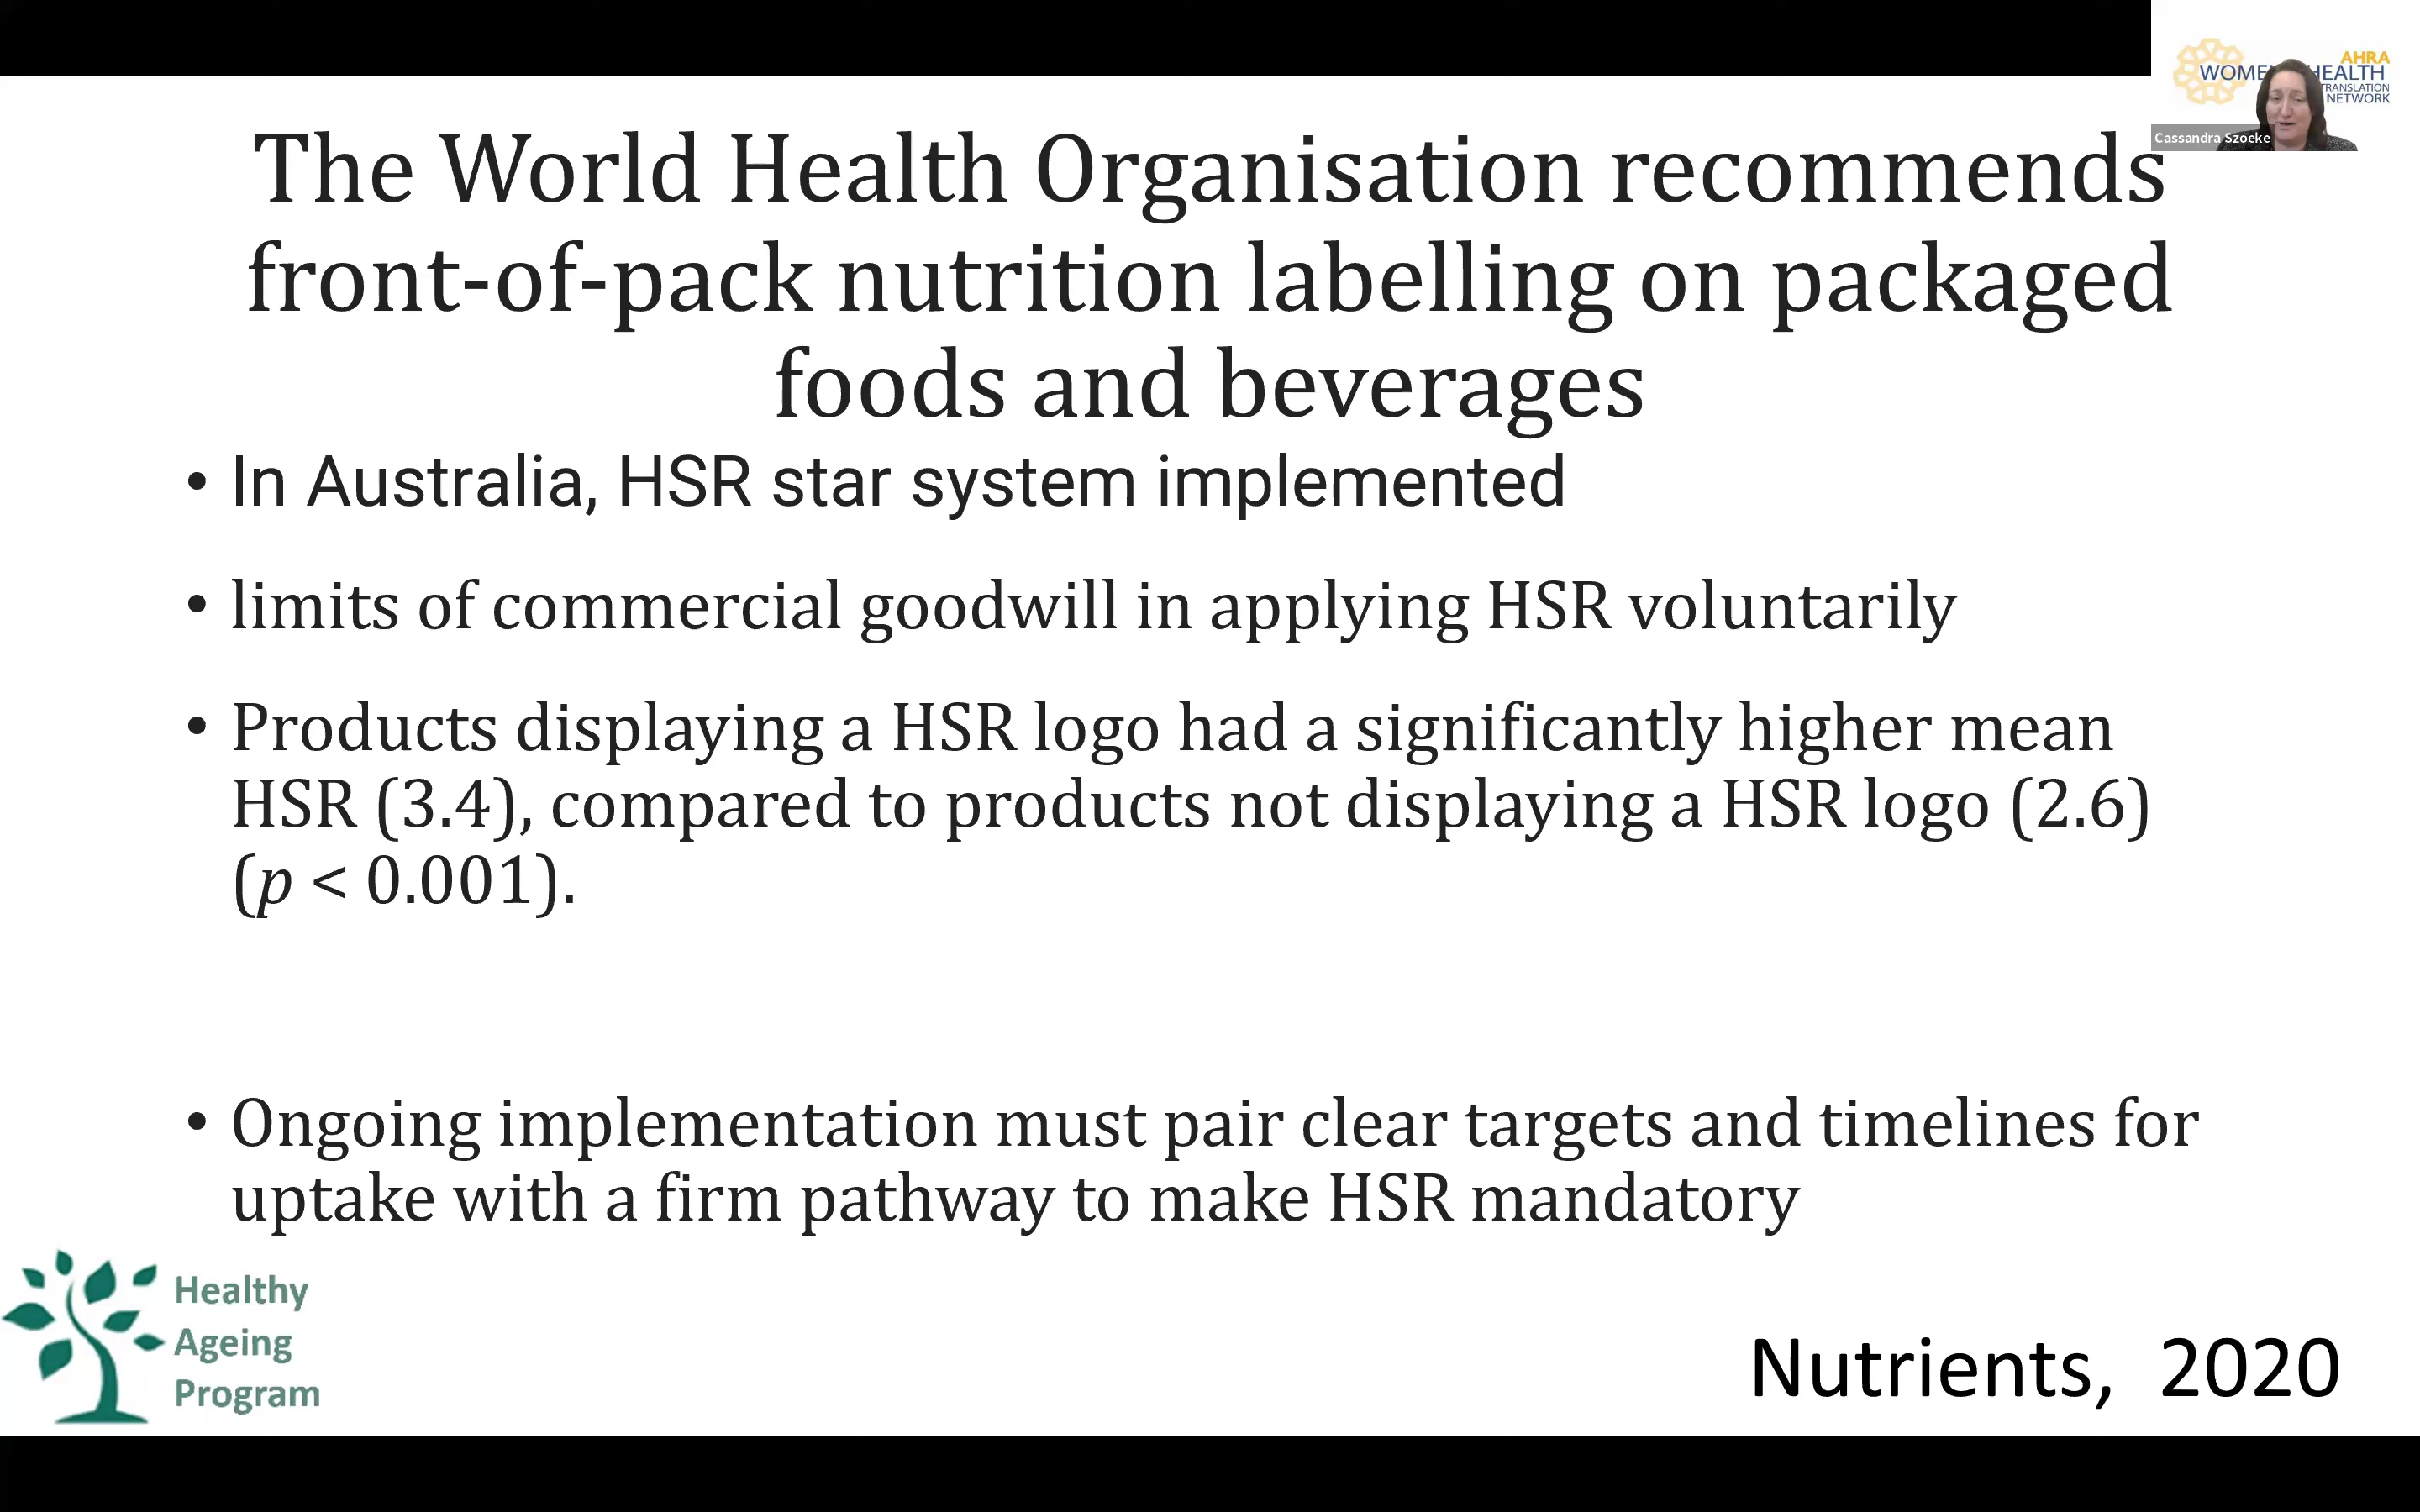 AHRA
WOMEN HEALTH
TRANSLATION
NETWORK
Cassandra Szoeke
The World Health Organisation recommends
front-of-pack nutrition labelling on packaged
foods and beverages
• In Australia, HSR star system implemented
• limits of commercial goodwill in applying HSR voluntarily
• Products displaying a HSR logo had a significantly higher mean
HSR (3.4), compared to products not displaying a HSR logo (2.6)
(p < 0.001).
• Ongoing implementation must pair clear targets and timelines for
uptake with a firm pathway to make HSR mandatory
Healthy
Ageing
Program
Nutrients, 2020